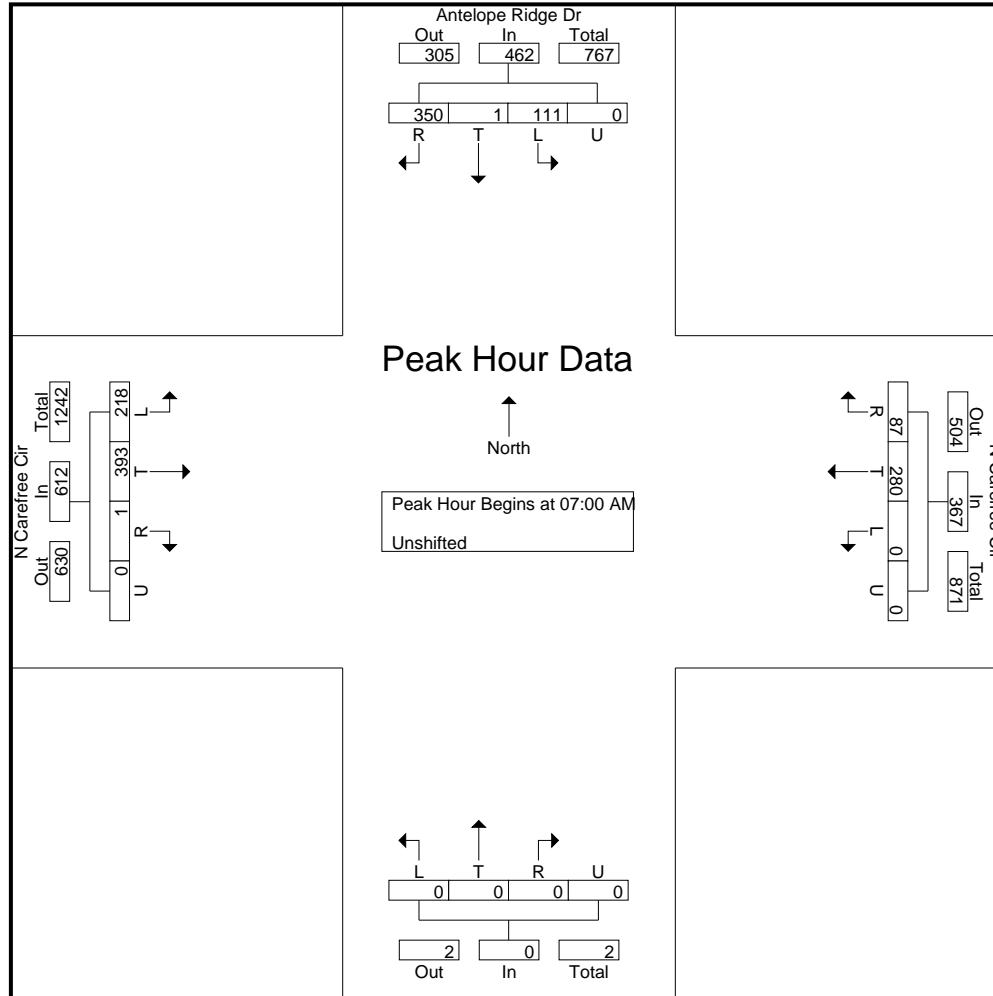 Antelope Ridge Dr
Out In Total
305 462 767
350 1 111 0
R T L U
Peak Hour Data
North
Peak Hour Begins at 07:00 AM
Unshifted
N Carefree Cir
Total In Out
1242 612 630
218 393 1 0
L T R U
Out In Total
504 367 871
87 280 0 0
R T L U
L T R U
0 0 0 0
2 0 2
Out In Total